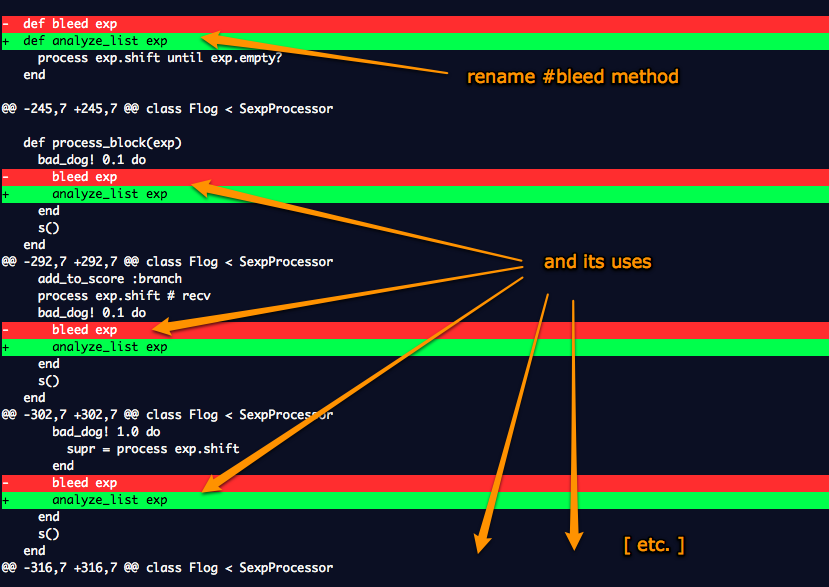 -  def bleed exp
+  def analyze_list exp
     process exp.shift until exp.empty?
   end
rename #bleed method
@@ -245,7 +245,7 @@ class Flog < SexpProcessor
   def process_block(exp)
     bad_dog! 0.1 do
-      bleed exp
+      analyze_list exp
     end
     s()
   end
@@ -292,7 +292,7 @@ class Flog < SexpProcessor
and its uses
     add_to_score :branch
     process exp.shift # recv
     bad_dog! 0.1 do
-      bleed exp
+      analyze_list exp
     end
     s()
   end
@@ -302,7 +302,7 @@ class Flog < SexpProcessor
       bad_dog! 1.0 do
         supr = process exp.shift
       end
-      bleed exp
+      analyze_list exp
     end
     s()
   end
[ etc. ]
@@ -316,7 +316,7 @@ class Flog < SexpProcessor